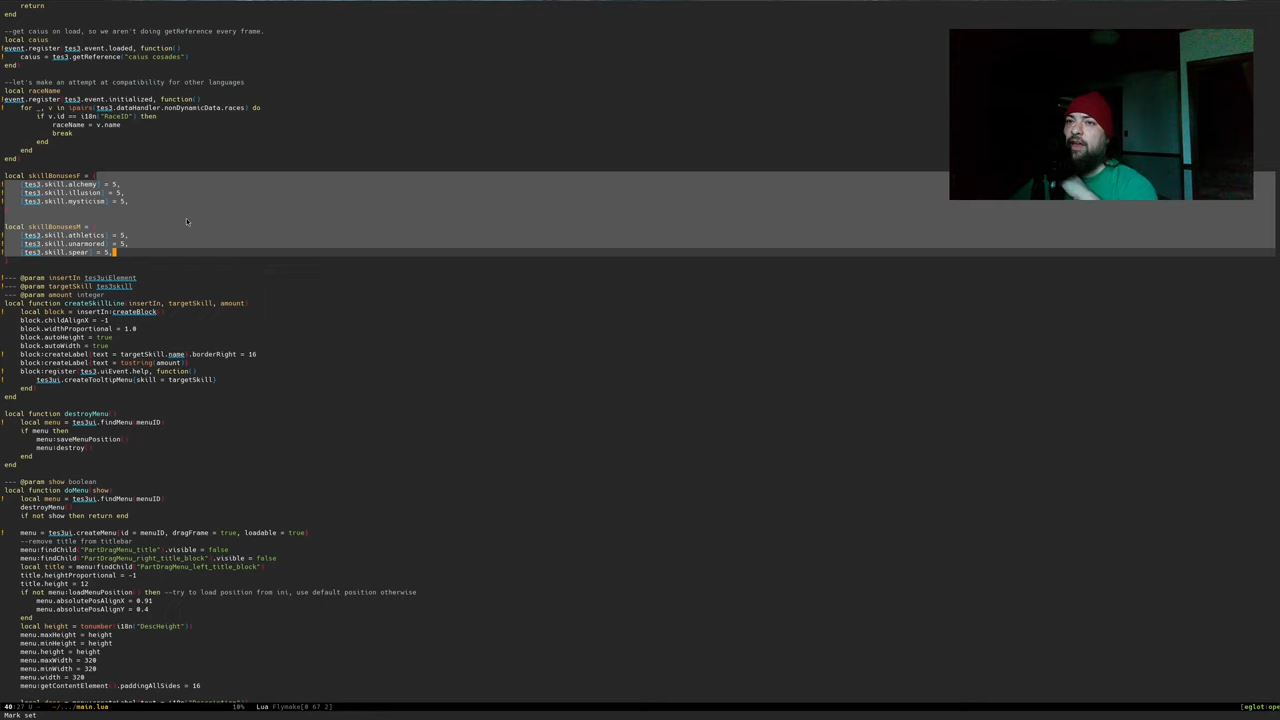 return
end
--get caius on load, so we aren't doing getReference every frame.
local caius
!event.register(tes3.event.loaded, function()
! caius = tes3.getReference("caius cosades")
end)
--let's make an attempt at compatibility for other languages
local raceName
!event.register(tes3.event.initialized, function()
! for _, v in ipairs(tes3.dataHandler.nonDynamicData.races) do
if v.id == i18n("RaceID") then
raceName = v.name
break
end
end
end)
local skillBonusesF = {
! [tes3.skill.alchemy] = 5,
! [tes3.skill.illusion] = 5,
! [tes3.skill.mysticism] = 5,
}
local skillBonusesM = {
! [tes3.skill.athletics] = 5,
! [tes3.skill.unarmored] = 5,
! [tes3.skill.spear] = 5,
}
!--- @param insertIn tes3uiElement
!--- @param targetSkill tes3skill
--- @param amount integer
local function createSkillLine(insertIn, targetSkill, amount)
! local block = insertIn:createBlock()
block.childAlignX = -1
block.widthProportional = 1.0
block.autoHeight = true
block.autoWidth = true
! block:createLabel{text = targetSkill.name}.borderRight = 16
block:createLabel{text = tostring(amount)}
! block:register(tes3.uiEvent.help, function()
! tes3ui.createTooltipMenu{skill = targetSkill}
end)
end
local function destroyMenu()
! local menu = tes3ui.findMenu(menuID)
if menu then
menu:saveMenuPosition()
menu:destroy()
end
end
--- @param show boolean
local function doMenu(show)
! local menu = tes3ui.findMenu(menuID)
destroyMenu()
if not show then return end
! menu = tes3ui.createMenu{id = menuID, dragFrame = true, loadable = true}
--remove title from titlebar
menu:findChild("PartDragMenu_title").visible = false
menu:findChild("PartDragMenu_right_title_block").visible = false
local title = menu:findChild("PartDragMenu_left_title_block")
title.heightProportional = -1
title.height = 12
if not menu:loadMenuPosition() then --try to load position from ini, use default position otherwise
menu.absolutePosAlignX = 0.91
menu.absolutePosAlignY = 0.4
end
local height = tonumber(i18n("DescHeight"))
menu.maxHeight = height
menu.minHeight = height
menu.height = height
menu.maxWidth = 320
menu.minWidth = 320
menu.width = 320
menu:getContentElement().paddingAllSides = 16
40:27 U ~/.../main.lua 10% Lua Flymake[0 67 2] [eglot:ope
Mark set